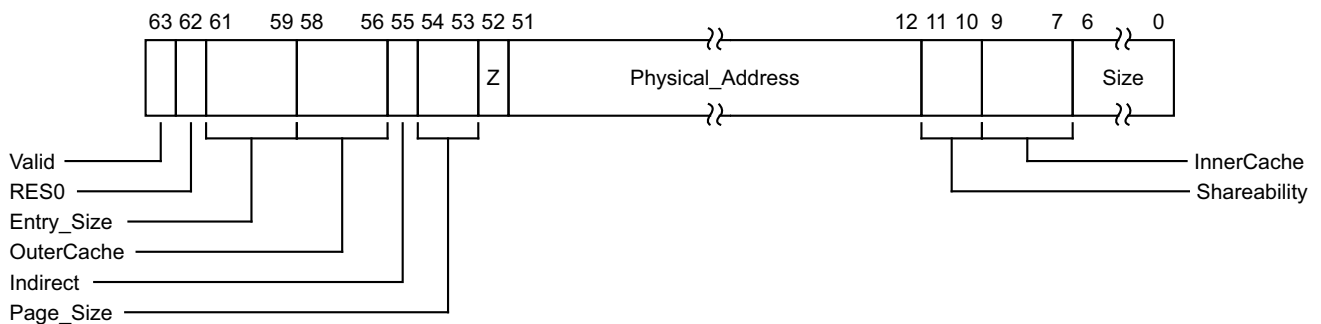 63 62 61 59 58 56 55 54 53 52 51 12 11 10 9 7 6 0
Z Physical_Address Size
Valid
InnerCache
RES0
Shareability
Entry_Size
OuterCache
Indirect
Page_Size